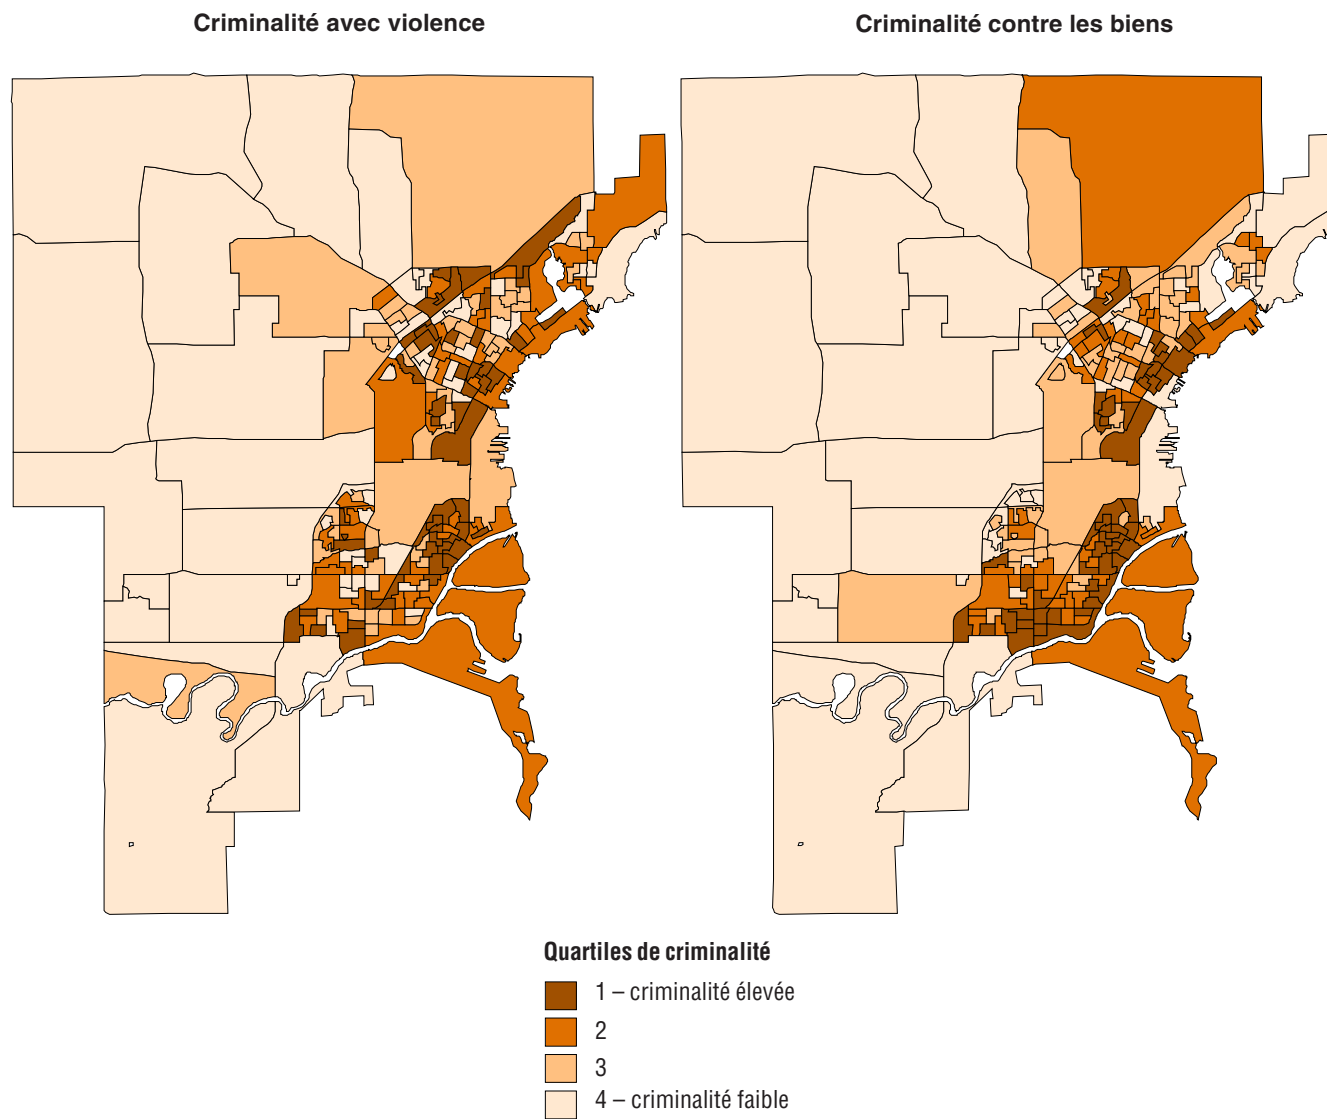 Criminalité avec violence
Criminalité contre les biens
Quartiles de criminalité
1 – criminalité élevée
2
3
4 – criminalité faible